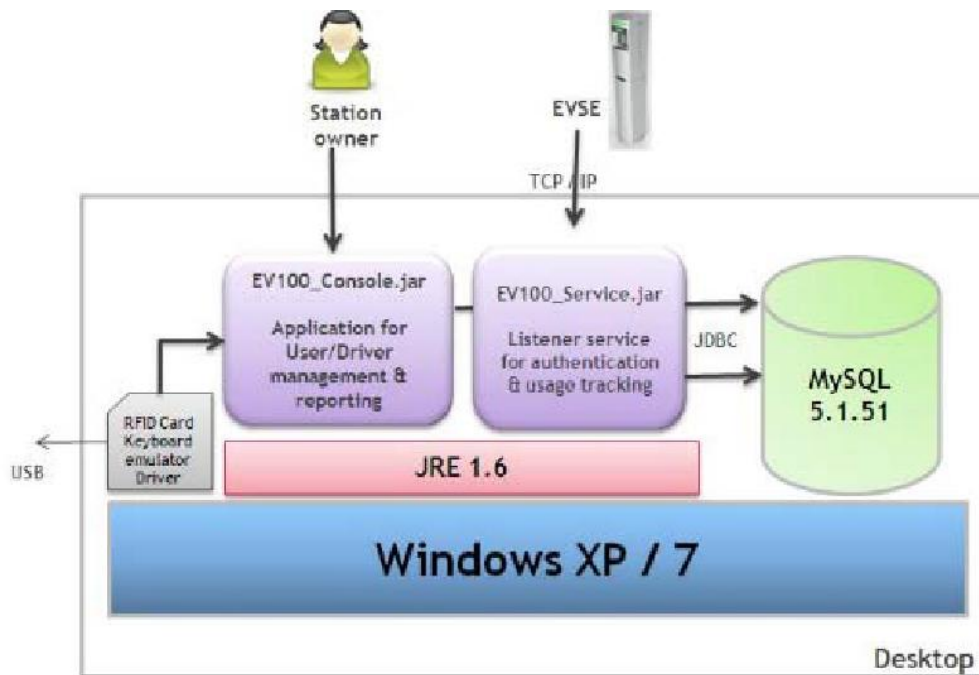 Station
owner
EVSE
TCP / IP
EV100_Console.jar
Application for
User/Driver
management &
reporting
EV100_Service.jar
Listener service
for authentication
& usage tracking
JDBC
MySQL
5.1.51
RFID Card
Keyboard
emulator
Driver
USB
JRE 1.6
Windows XP / 7
Desktop